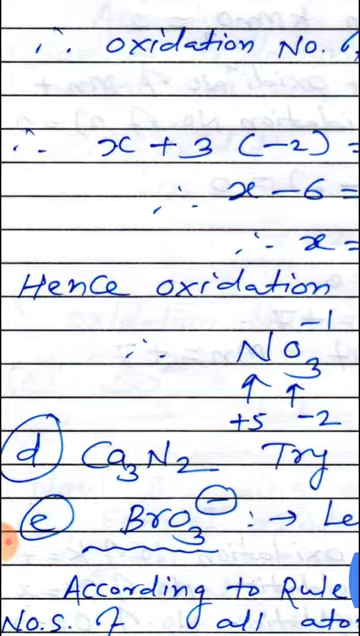 ∴ oxidation No.
∴ x + 3 (-2) =
∴ x - 6 =
∴ x =
Hence oxidation
-1
∴ NO3
↑ ↑
+5 -2
(d) Ca3N2 Try
(e) BrO3⊖ : → Le
According to Rule
No.s. of all ato